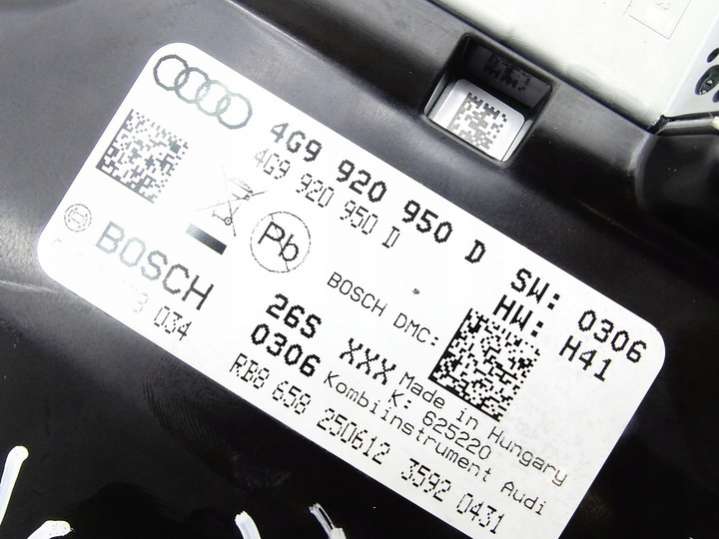 4G9 920 950 D
4G9 920 950 D
SW: 0306
HW: H41
Pb
BOSCH
034
BOSCH DMC:
26S XXX
0306
Made in Hungary
K: 625220
Kombiinstrument Audi
RB8 658 250612 3592 0431